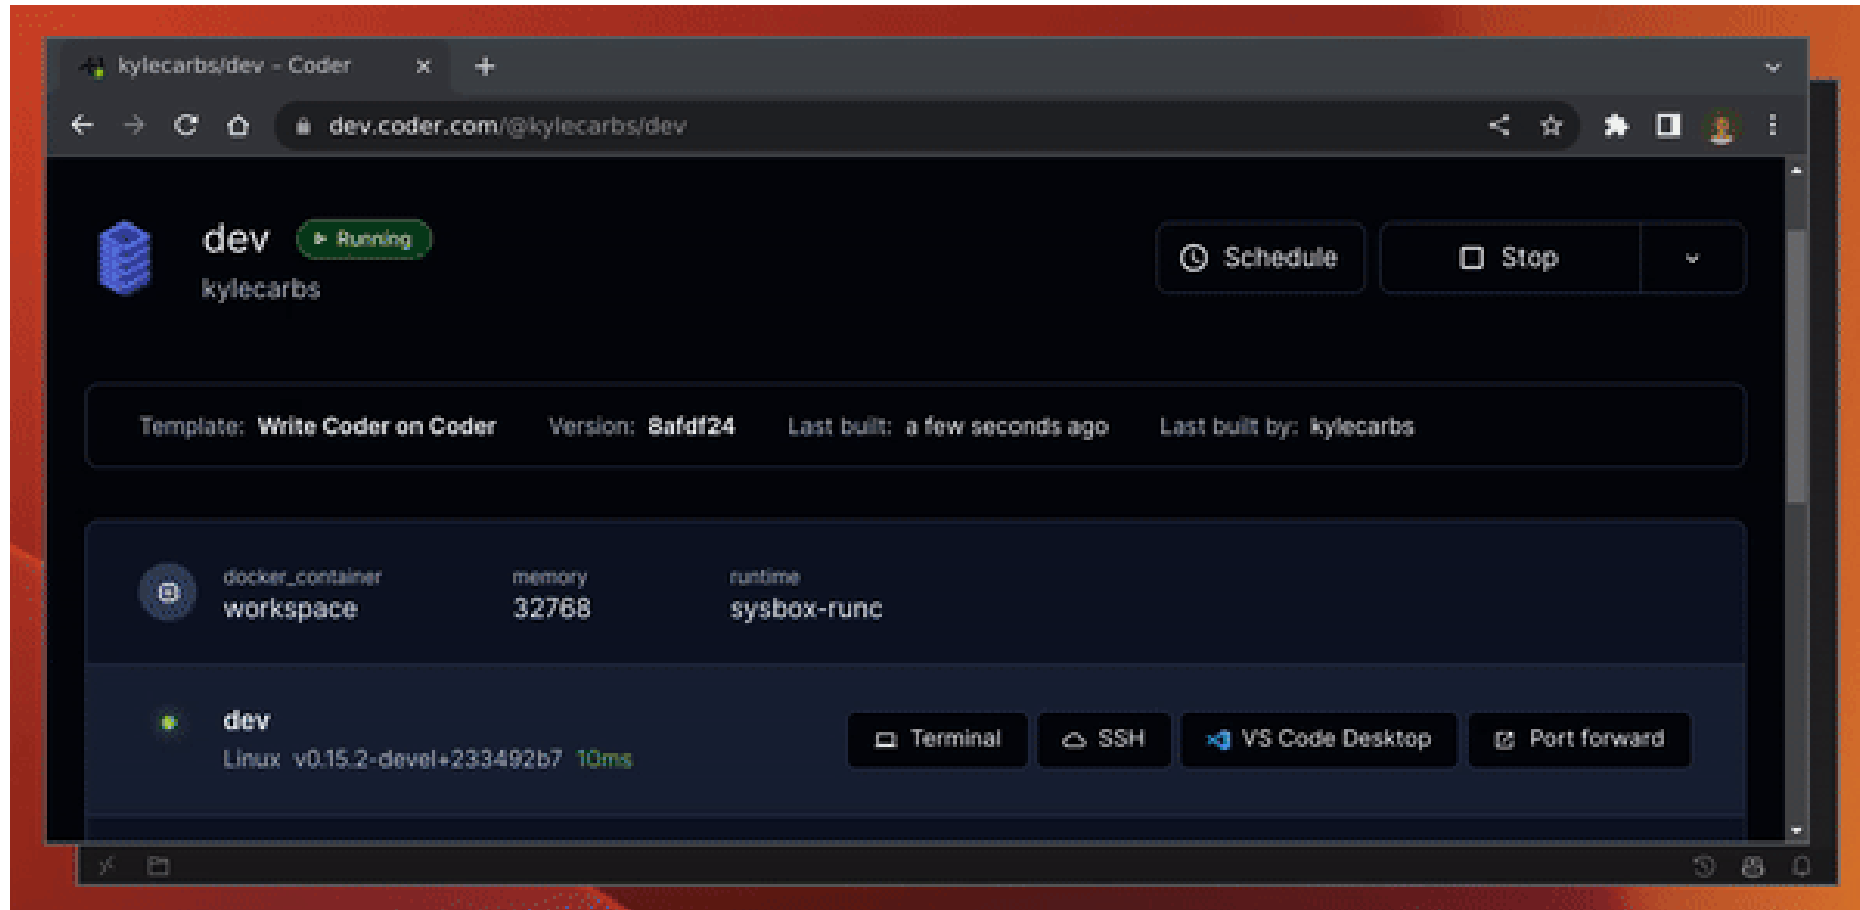 kylecarbs/dev - Coder
dev.coder.com/@kylecarbs/dev
dev Running
kylecarbs
Schedule Stop
Template: Write Coder on Coder Version: 8afdf24 Last built: a few seconds ago Last built by: kylecarbs
docker_container memory runtime
workspace 32768 sysbox-runc
dev
Linux v0.15.2-devel+233492b7 10ms
Terminal SSH VS Code Desktop Port forward